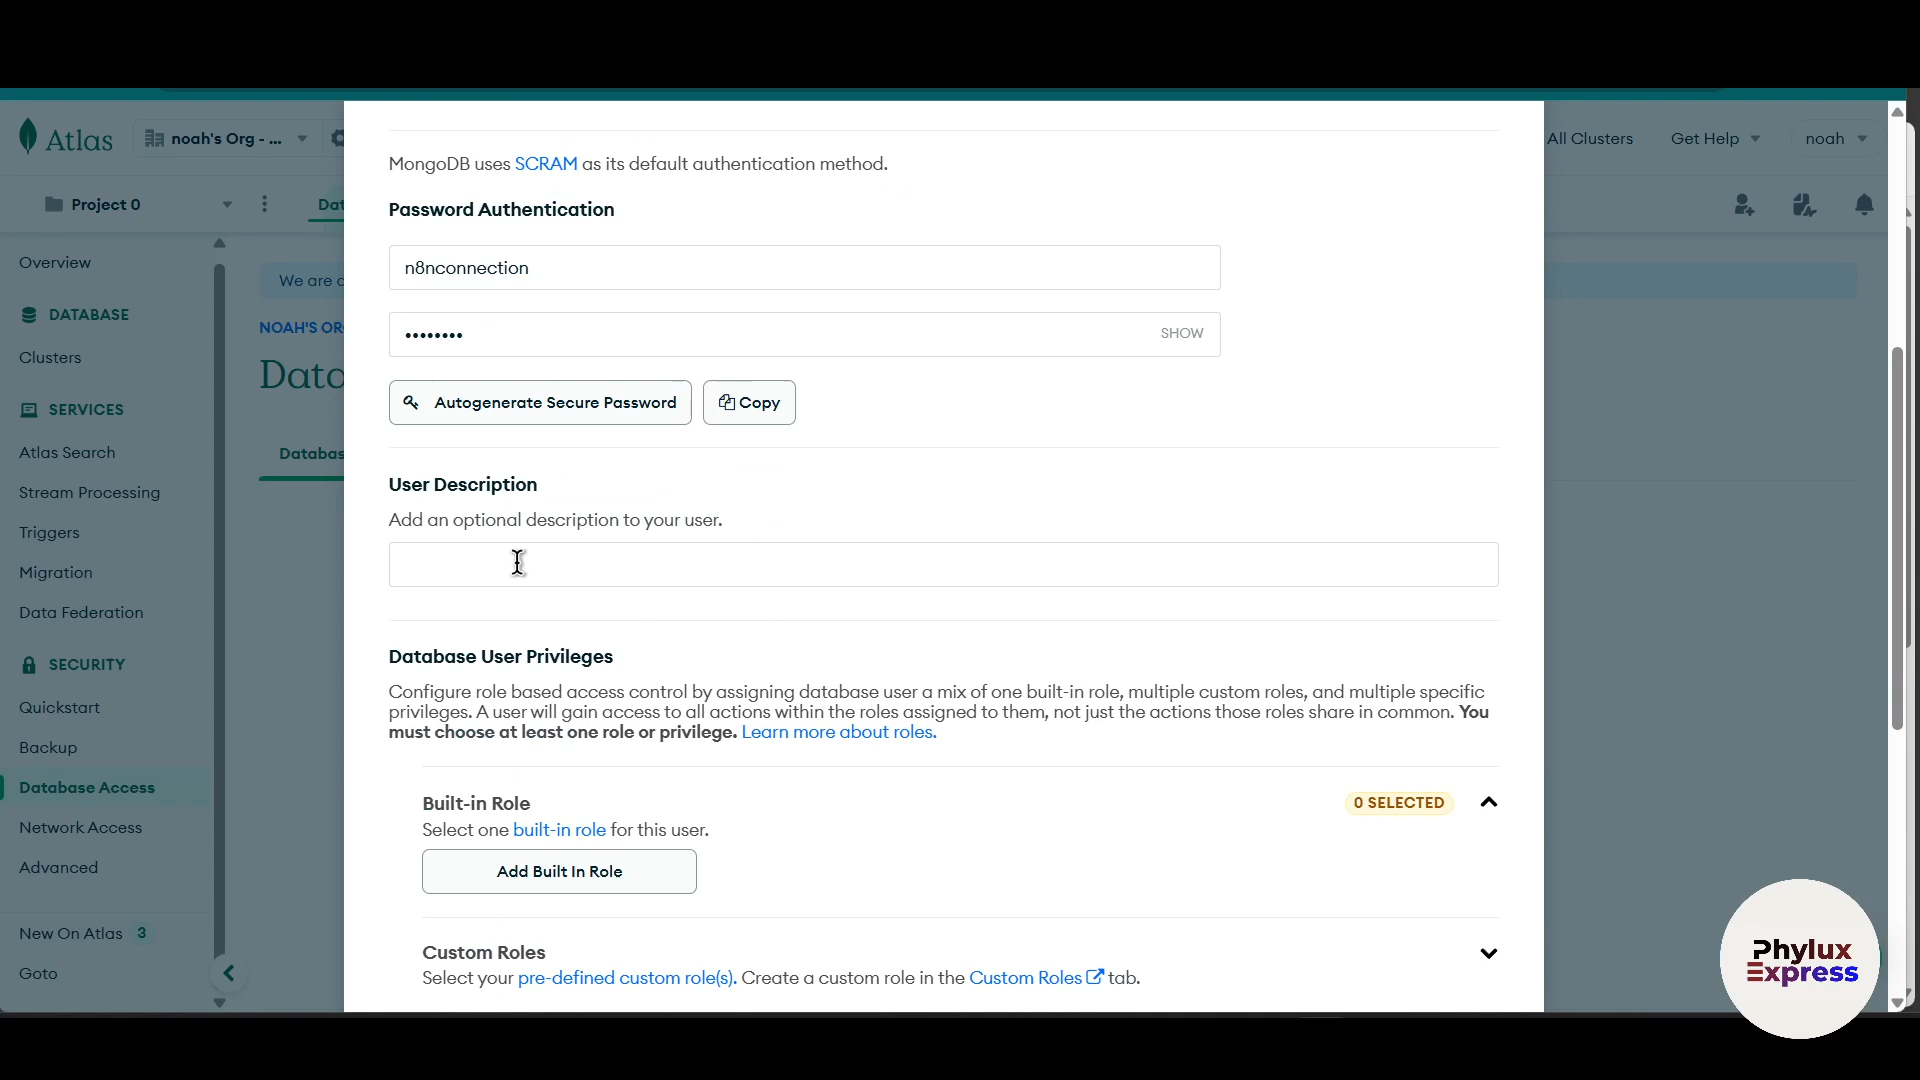 Atlas
noah's Org - ...
All Clusters
Get Help
noah
Project 0
Dat
Overview
DATABASE
Clusters
SERVICES
Atlas Search
Stream Processing
Triggers
Migration
Data Federation
SECURITY
Quickstart
Backup
Database Access
Network Access
Advanced
New On Atlas 3
Goto
We are d
NOAH'S OR
Data
Databas
MongoDB uses SCRAM as its default authentication method.
Password Authentication
n8nconnection
•••••••• SHOW
Autogenerate Secure Password
Copy
User Description
Add an optional description to your user.
Database User Privileges
Configure role based access control by assigning database user a mix of one built-in role, multiple custom roles, and multiple specific
privileges. A user will gain access to all actions within the roles assigned to them, not just the actions those roles share in common. You
must choose at least one role or privilege. Learn more about roles.
Built-in Role
0 SELECTED
Select one built-in role for this user.
Add Built In Role
Custom Roles
Select your pre-defined custom role(s). Create a custom role in the Custom Roles tab.
Phylux
Express